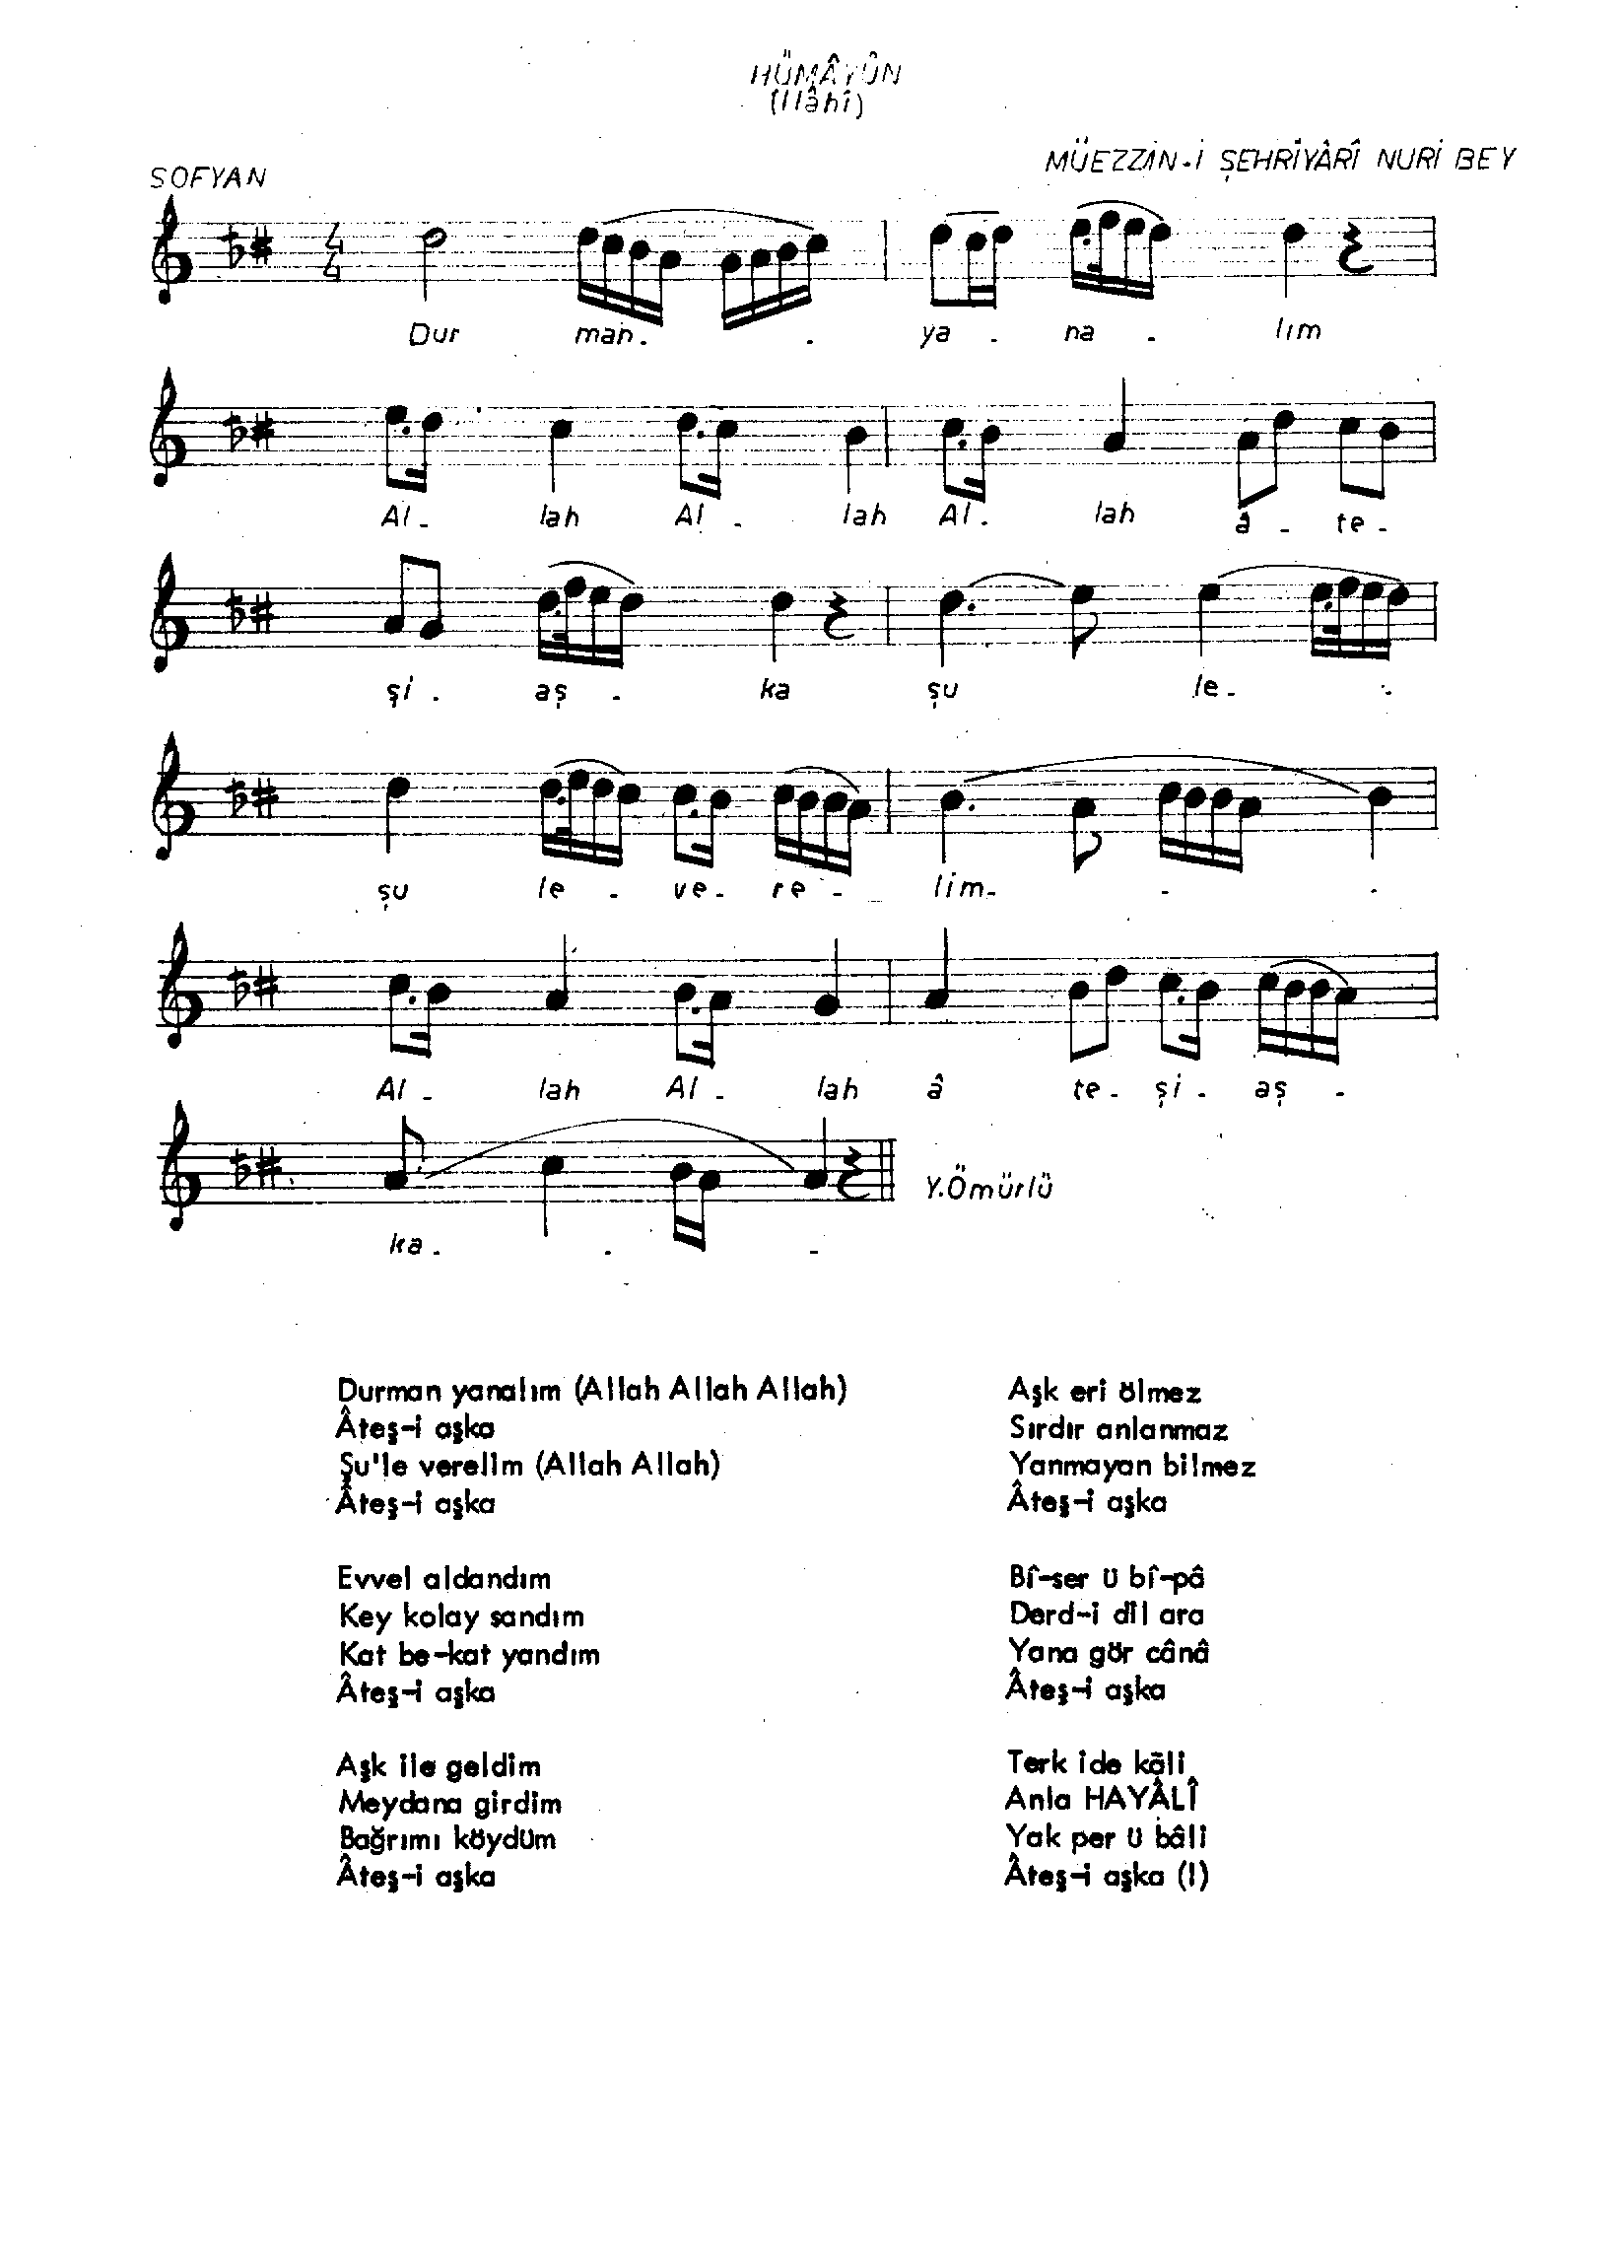 HÜMÂYÛN
(İlâhî)
MÜEZZİN-İ ŞEHRİYÂRÎ NURİ BEY
SOFYAN
4
4
Dur man. . ya . na . lım
Al. lah Al . lah Al. lah â . te.
şi. aş . ka şu le. .
şu le . ve. re. lim. . .
Al. lah Al. lah â te. şi. aş .
Y.Ömürlü
ka. . .
Durman yanalım (Allah Allah Allah)
Âteş-i aşka
Şu'le verelim (Allah Allah)
Âteş-i aşka
Evvel aldandım
Key kolay sandım
Kat be-kat yandım
Âteş-i aşka
Aşk ile geldim
Meydana girdim
Bağrımı köydüm
Âteş-i aşka
Aşk eri ölmez
Sırdır anlanmaz
Yanmayan bilmez
Âteş-i aşka
Bî-ser ü bî-pâ
Derd-i dîl ara
Yana gör cânâ
Âteş-i aşka
Terk ide kâli
Anla HAYÂLÎ
Yak per ü bâli
Âteş-i aşka (!)